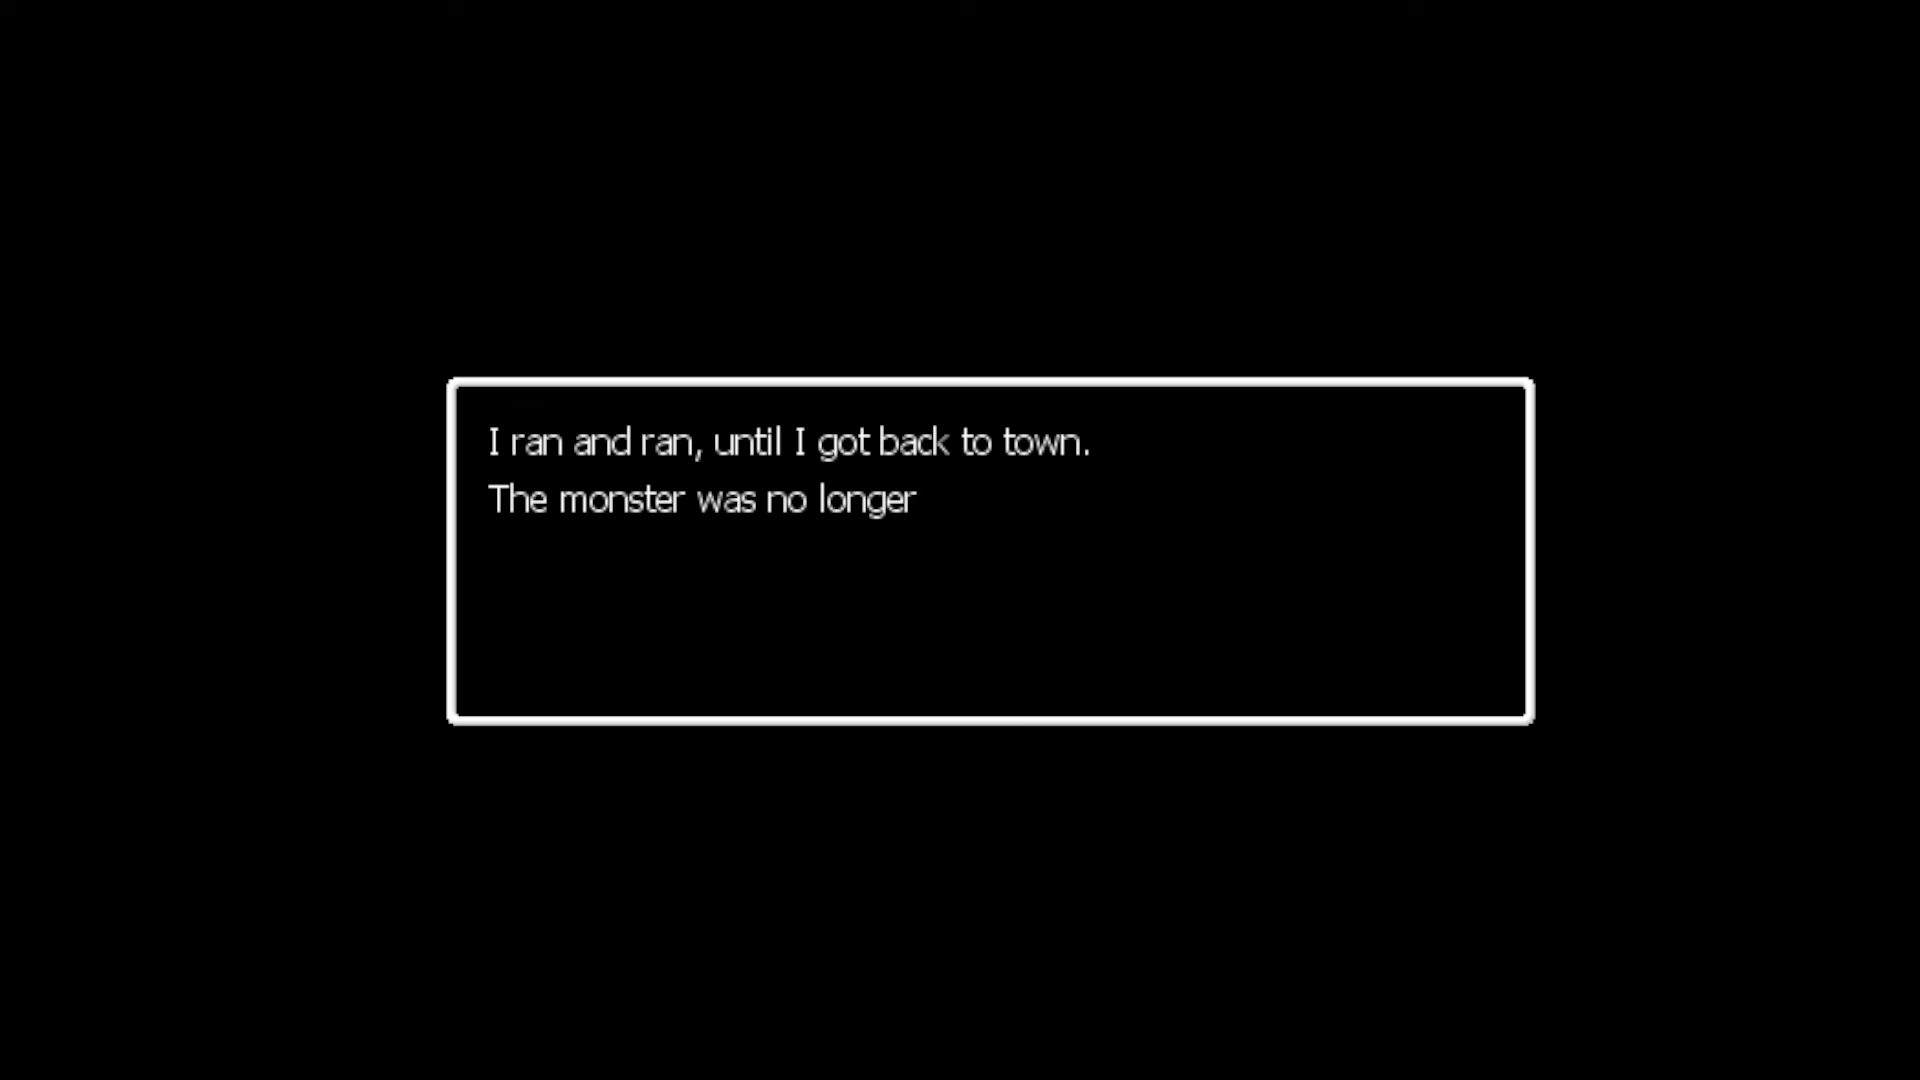 I ran and ran, until I got back to town.
The monster was no longer